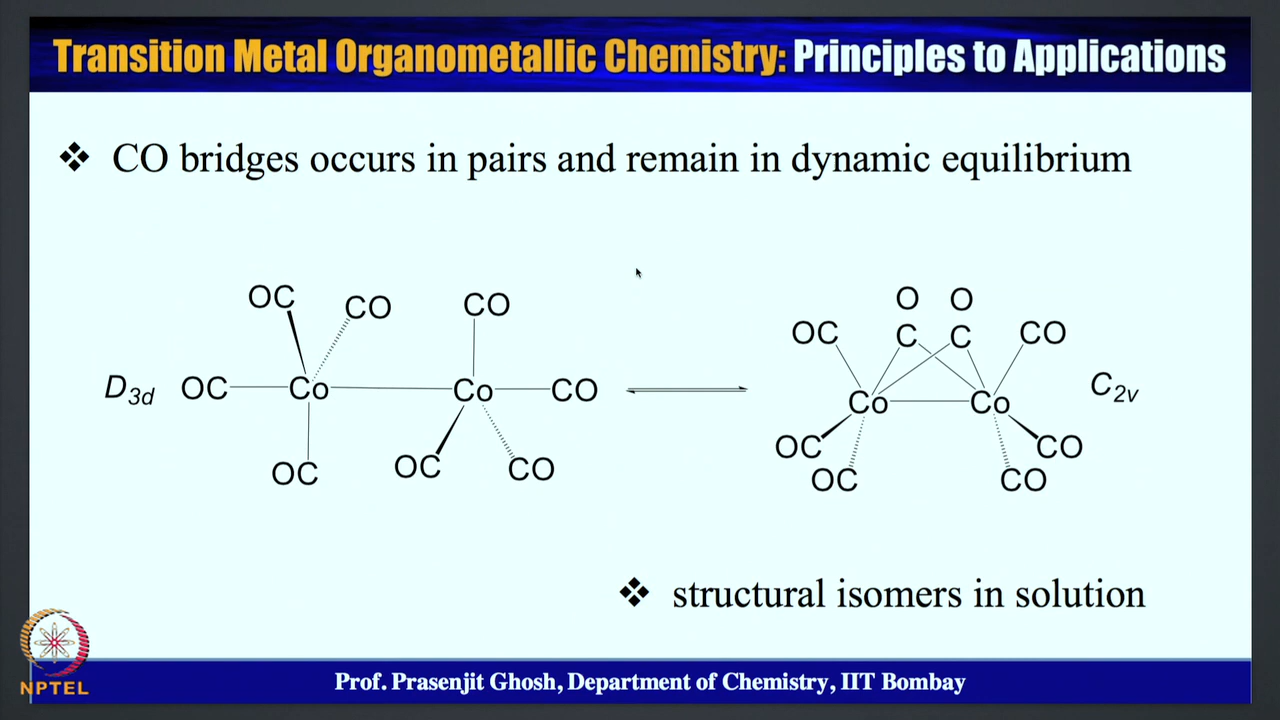 Transition Metal Organometallic Chemistry: Principles to Applications
❖ CO bridges occurs in pairs and remain in dynamic equilibrium
OC CO CO
D3d OC Co Co CO
OC OC CO
O O
OC C C CO
Co Co C2v
OC CO
OC CO
❖ structural isomers in solution
NPTEL
Prof. Prasenjit Ghosh, Department of Chemistry, IIT Bombay